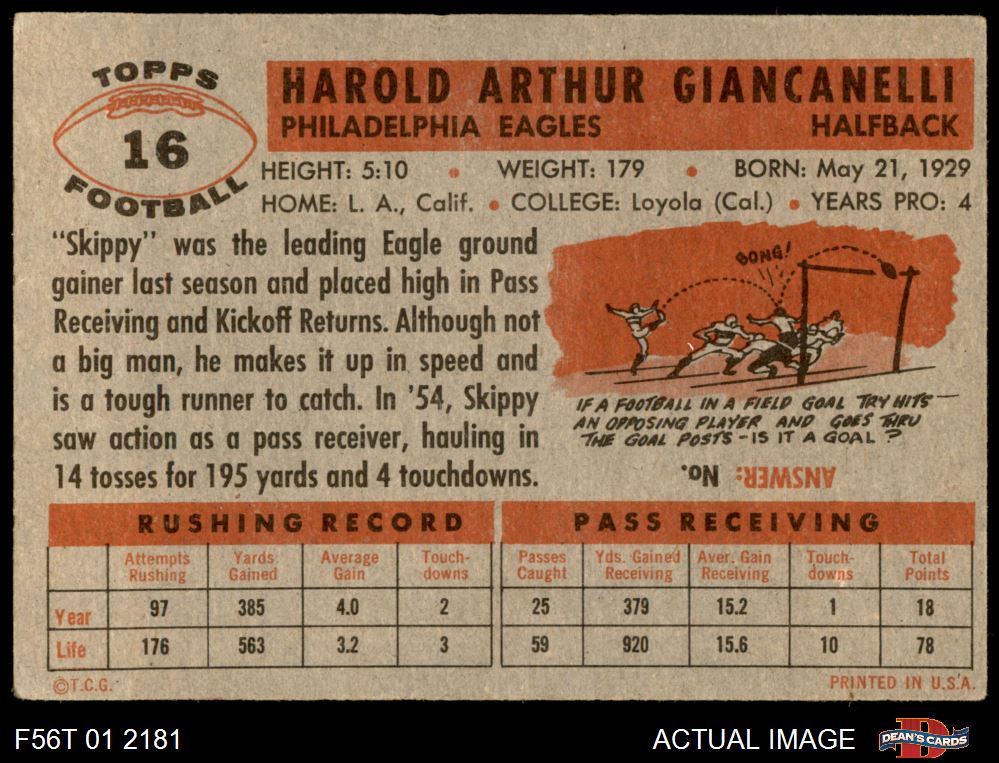 TOPPS
16
FOOTBALL
HAROLD ARTHUR GIANCANELLI
PHILADELPHIA EAGLES HALFBACK
HEIGHT: 5:10 • WEIGHT: 179 • BORN: May 21, 1929
HOME: L. A., Calif. • COLLEGE: Loyola (Cal.) • YEARS PRO: 4
"Skippy" was the leading Eagle ground
gainer last season and placed high in Pass
Receiving and Kickoff Returns. Although not
a big man, he makes it up in speed and
is a tough runner to catch. In '54, Skippy
saw action as a pass receiver, hauling in
14 tosses for 195 yards and 4 touchdowns.
BONG!
IF A FOOTBALL IN A FIELD GOAL TRY HITS
AN OPPOSING PLAYER AND GOES THRU
THE GOAL POSTS - IS IT A GOAL ?
ANSWER: No.
RUSHING RECORD
Attempts Rushing Yards Gained Average Gain Touch-downs
Year 97 385 4.0 2
Life 176 563 3.2 3
PASS RECEIVING
Passes Caught Yds. Gained Receiving Aver. Gain Receiving Touch-downs Total Points
25 379 15.2 1 18
59 920 15.6 10 78
©T.C.G. PRINTED IN U.S.A.
F56T 01 2181 ACTUAL IMAGE DEAN'S CARDS